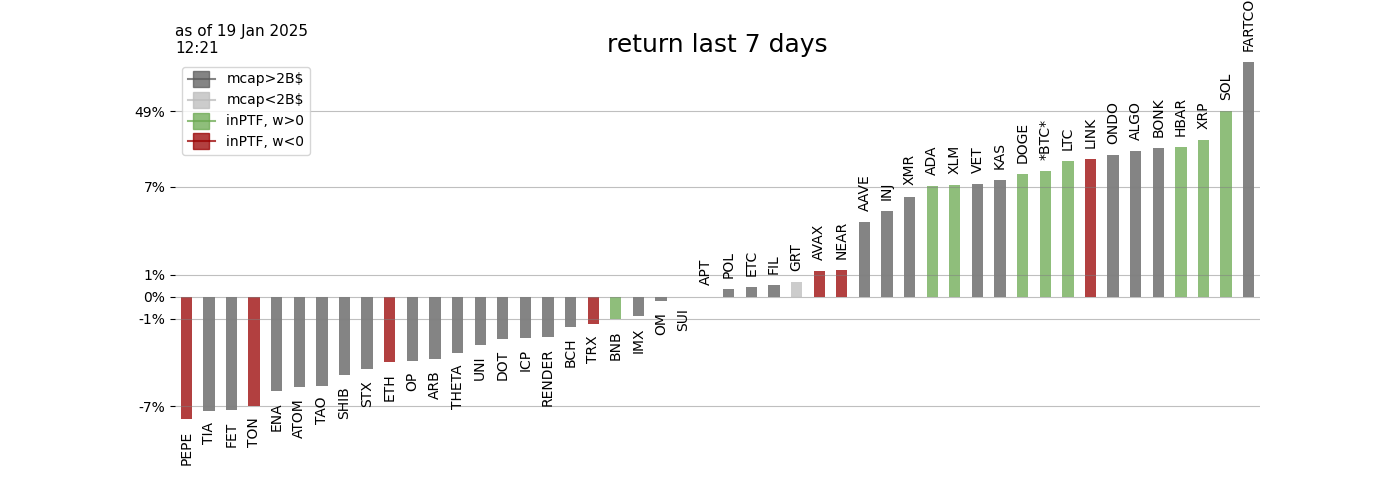 as of 19 Jan 2025
12:21
return last 7 days
mcap>2B$
mcap<2B$
inPTF, w>0
inPTF, w<0
49%
7%
1%
0%
-1%
-7%
PEPE
TIA
FET
TON
ENA
ATOM
TAO
SHIB
STX
ETH
OP
ARB
THETA
UNI
DOT
ICP
RENDER
BCH
TRX
BNB
IMX
OM
SUI
APT
POL
ETC
FIL
GRT
AVAX
NEAR
AAVE
INJ
XMR
ADA
XLM
VET
KAS
DOGE
*BTC*
LTC
LINK
ONDO
ALGO
BONK
HBAR
XRP
SOL
FARTCO